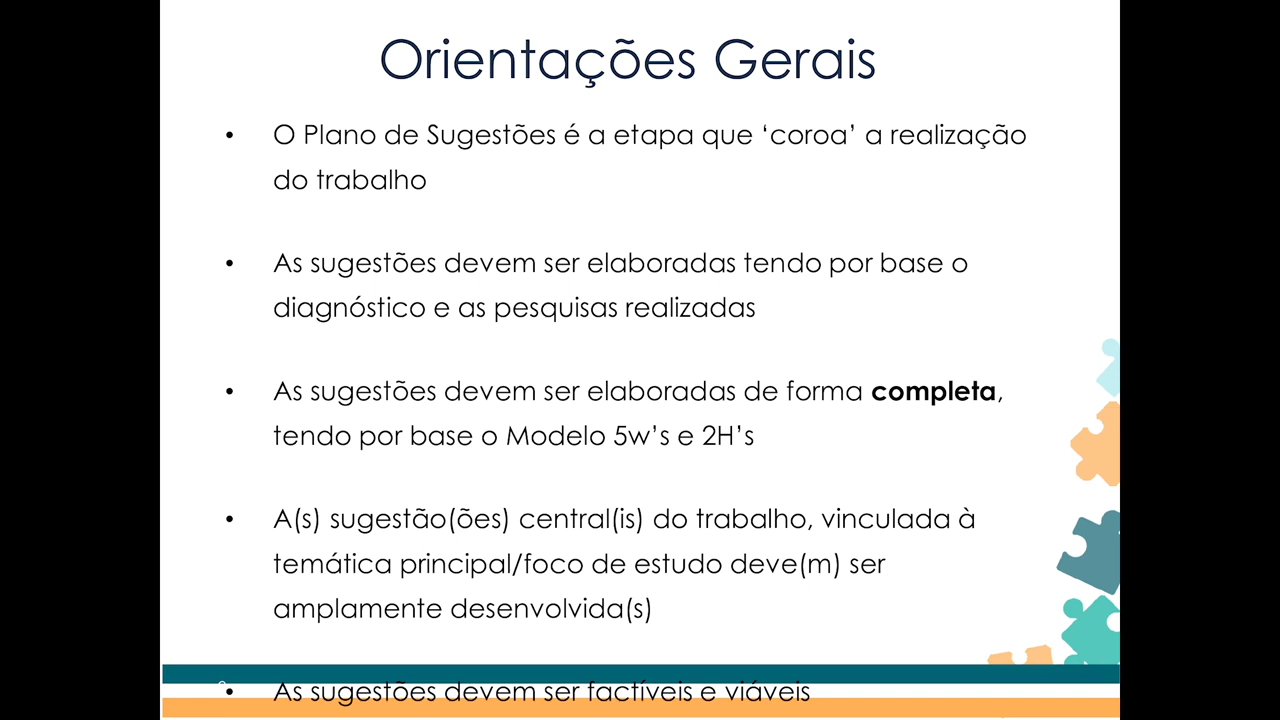 Orientações Gerais
• O Plano de Sugestões é a etapa que ‘coroa’ a realização
do trabalho
• As sugestões devem ser elaboradas tendo por base o
diagnóstico e as pesquisas realizadas
• As sugestões devem ser elaboradas de forma completa,
tendo por base o Modelo 5w’s e 2H’s
• A(s) sugestão(ões) central(is) do trabalho, vinculada à
temática principal/foco de estudo deve(m) ser
amplamente desenvolvida(s)
• As sugestões devem ser factíveis e viáveis